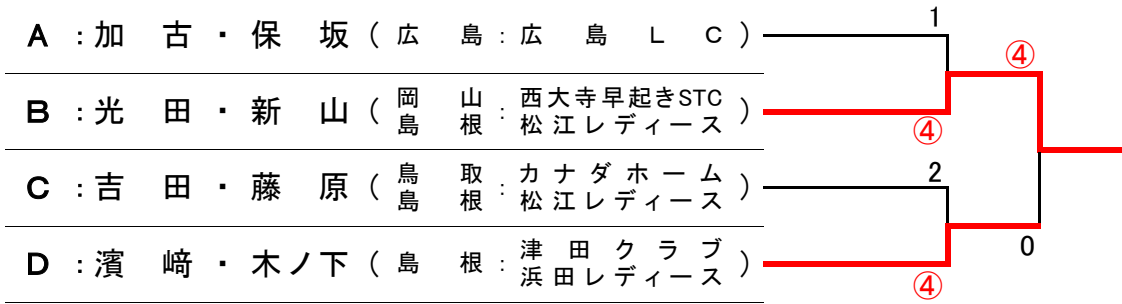 A：加古・保坂（広島：広島ＬＣ） 1
④
B：光田・新山（岡山：西大寺早起きSTC
島根 松江レディース） ④
C：吉田・藤原（鳥取：カナダホーム
島根 松江レディース） 2
0
D：濱﨑・木ノ下（島根：津田クラブ
浜田レディース） ④